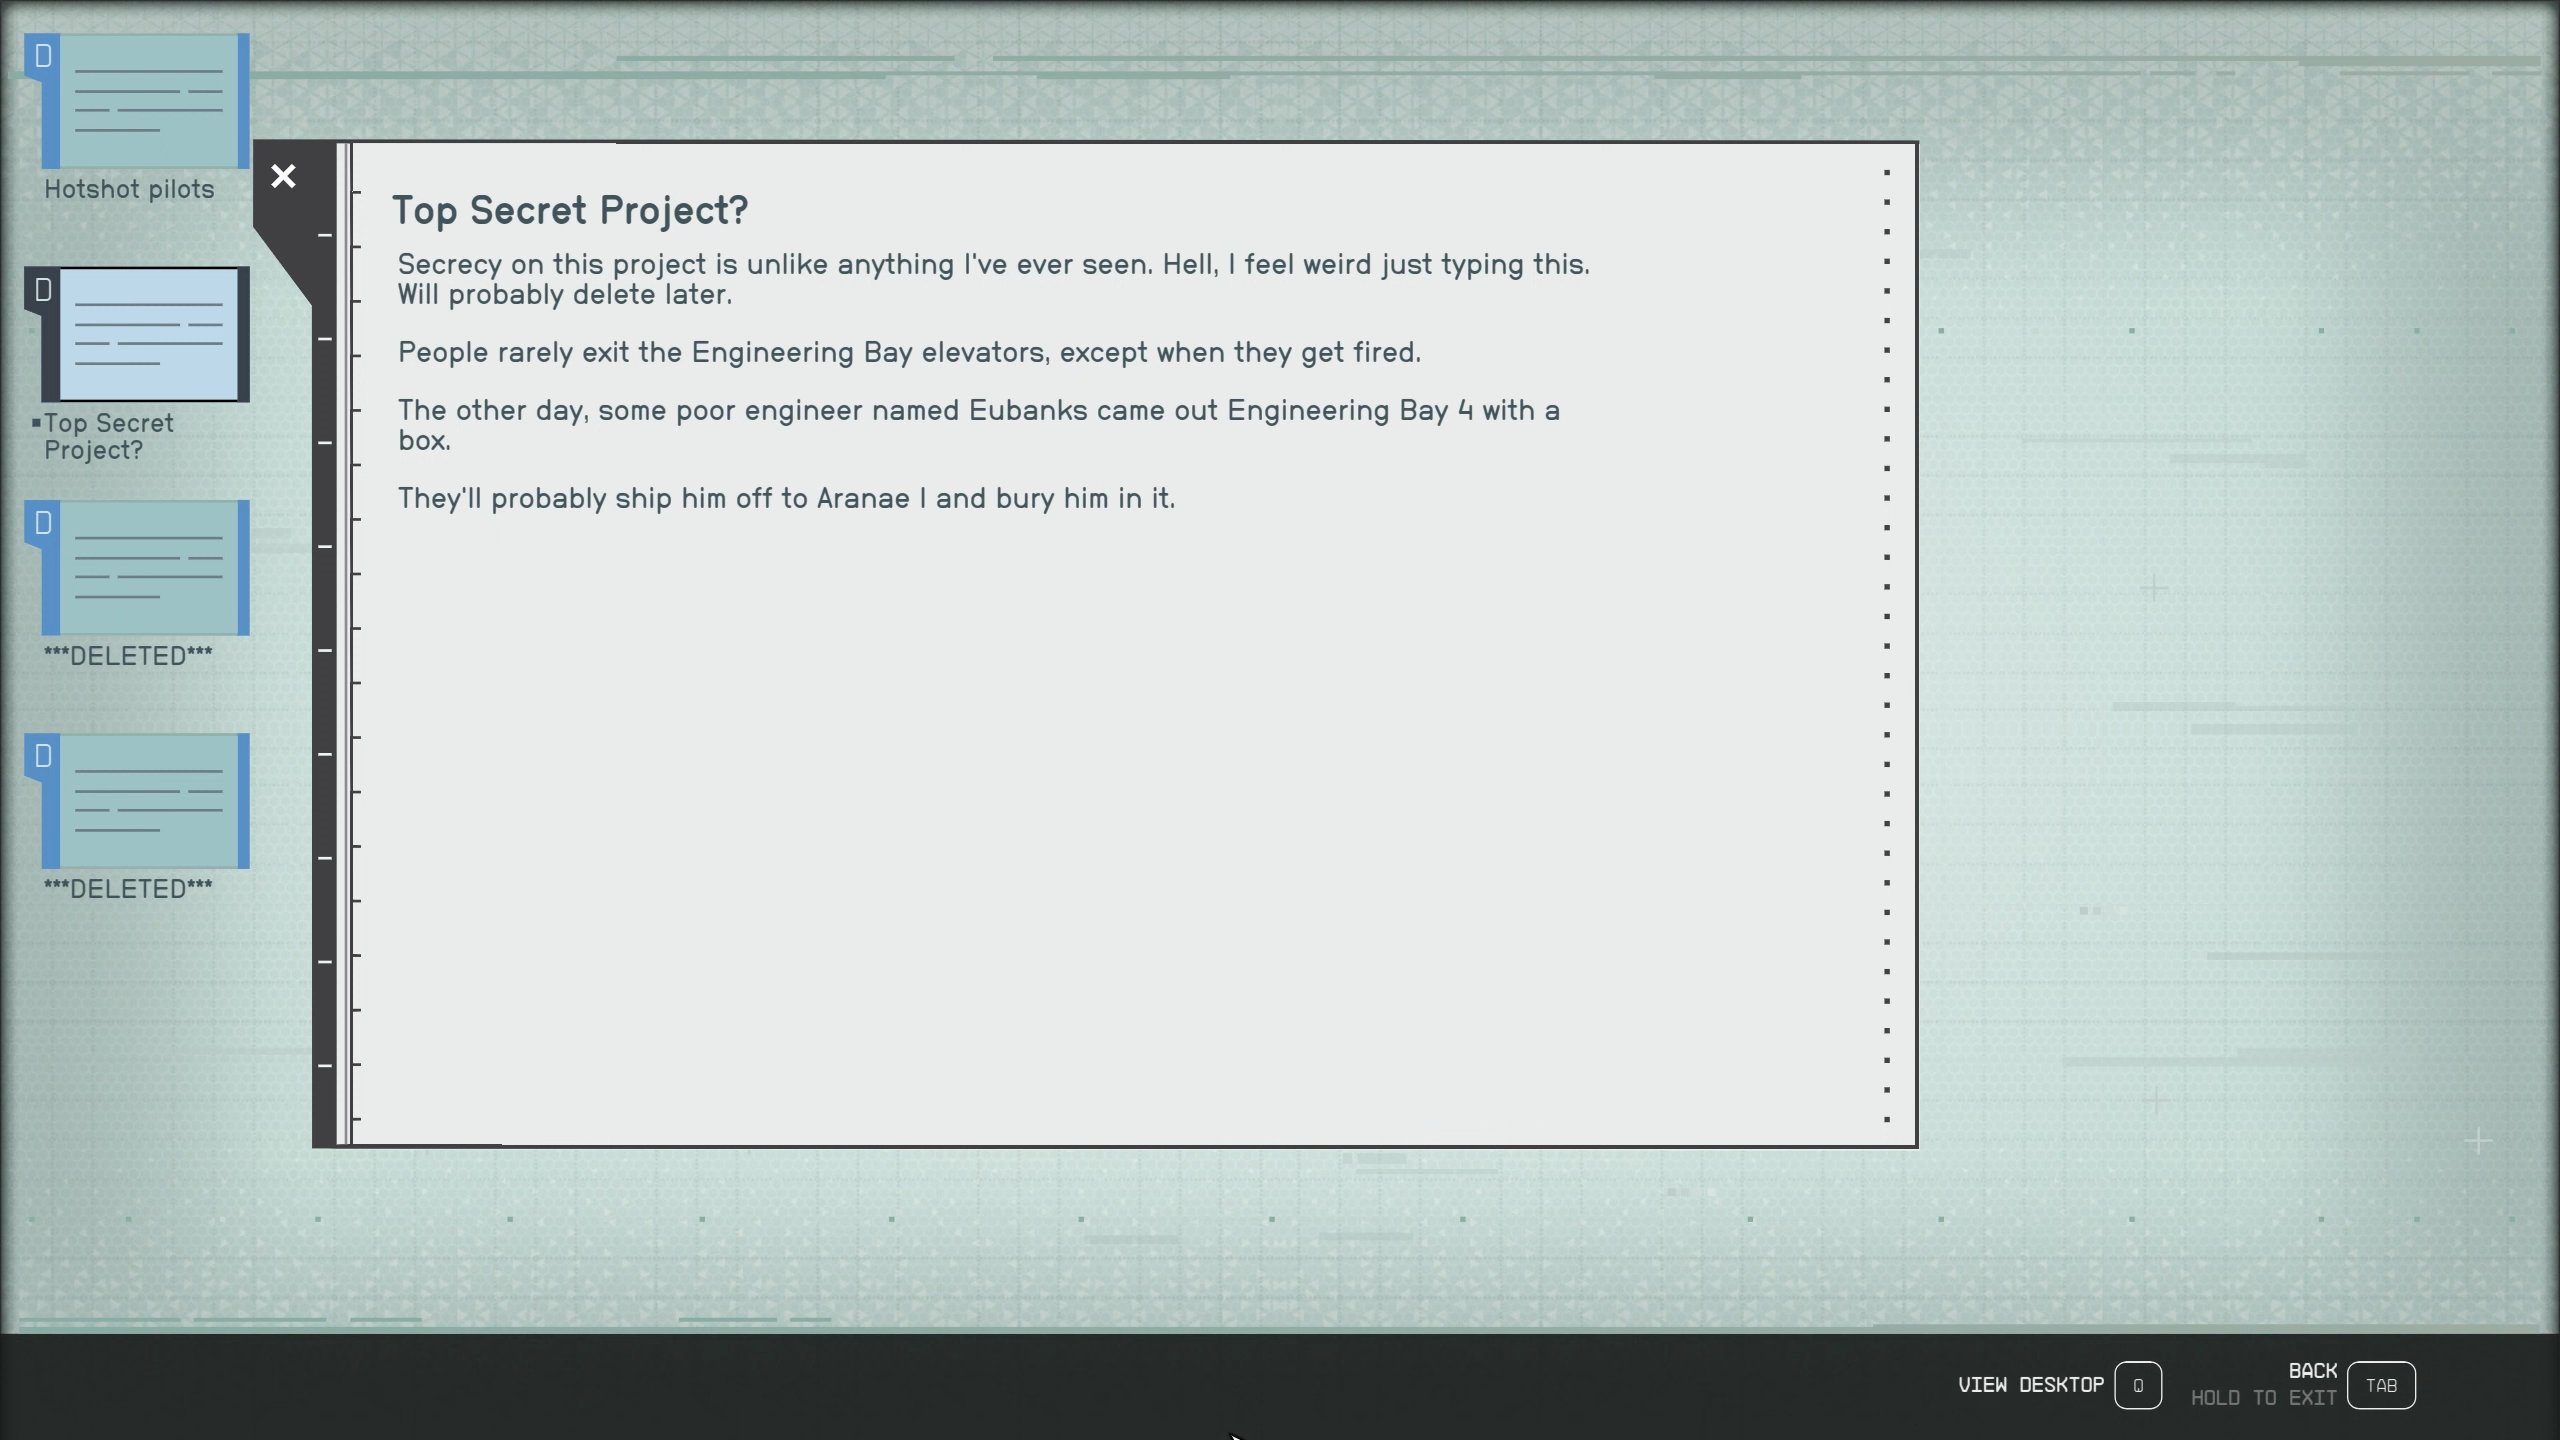 Hotshot pilots
Top Secret
Project?
***DELETED***
***DELETED***
Top Secret Project?
Secrecy on this project is unlike anything I've ever seen. Hell, I feel weird just typing this.
Will probably delete later.
People rarely exit the Engineering Bay elevators, except when they get fired.
The other day, some poor engineer named Eubanks came out Engineering Bay 4 with a
box.
They'll probably ship him off to Aranae I and bury him in it.
VIEW DESKTOP Q
BACK
HOLD TO EXIT TAB